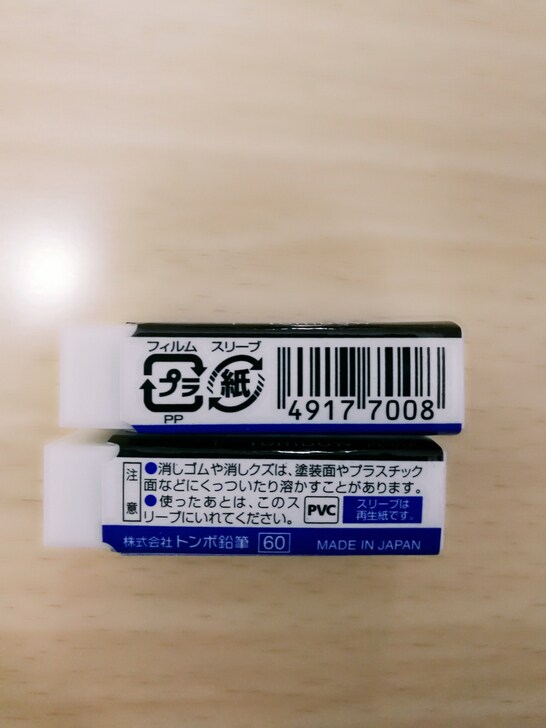 フィルム スリーブ
プラ 紙
PP
4917 7008
注意
●消しゴムや消しクズは、塗装面やプラスチック
面などにくっついたり溶かすことがあります。
●使ったあとは、このス
リーブにいれてください。
PVC
スリーブは
再生紙です。
株式会社 トンボ鉛筆 60 MADE IN JAPAN